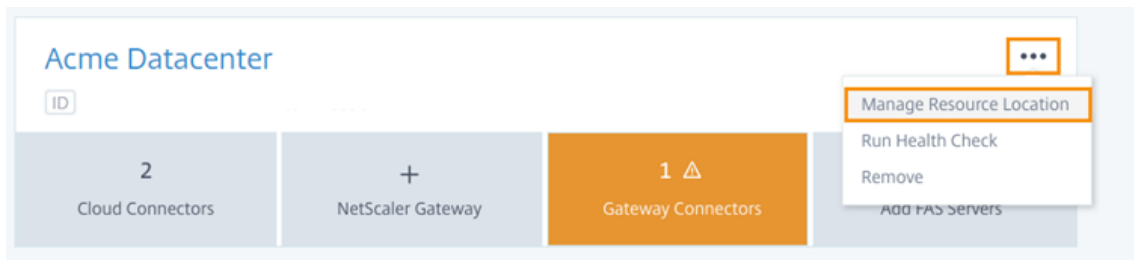 Acme Datacenter
•••
ID
Manage Resource Location
Run Health Check
Remove
2
Cloud Connectors
+
NetScaler Gateway
1
Gateway Connectors
Add FAS Servers